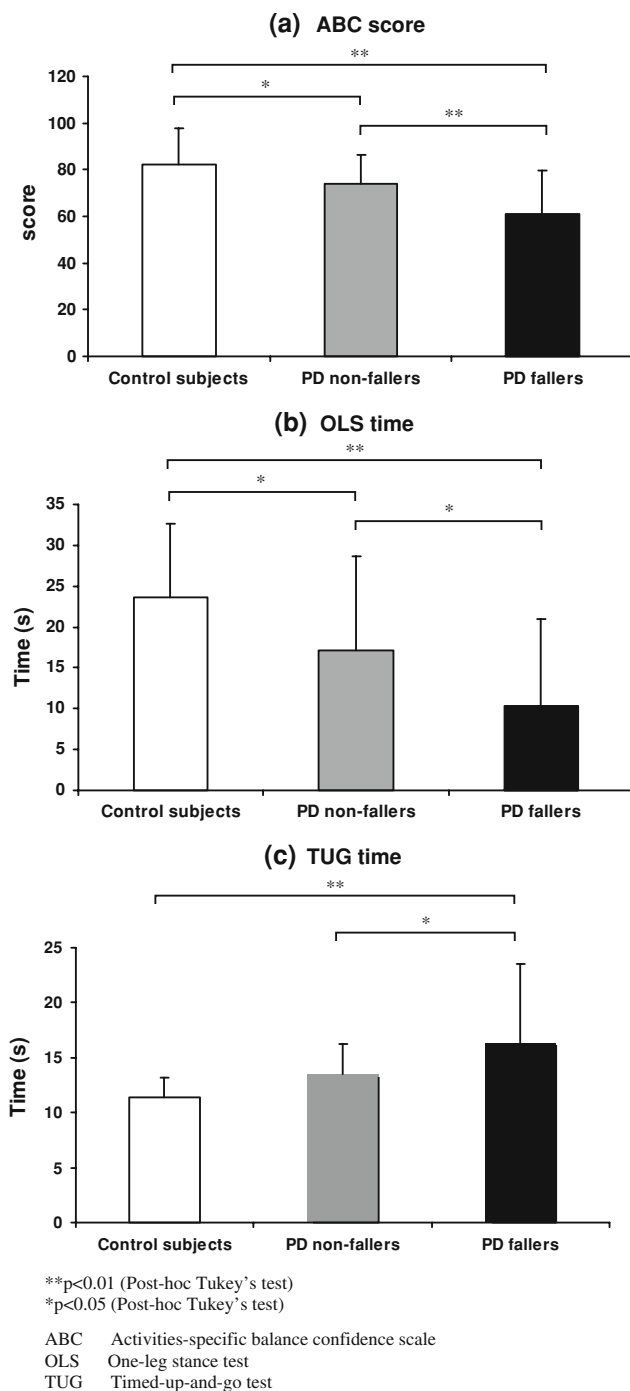 (a) ABC score
**
*
**
120
100
80
60
40
20
0
score
Control subjects PD non-fallers PD fallers
(b) OLS time
**
*
*
35
30
25
20
15
10
5
0
Time (s)
Control subjects PD non-fallers PD fallers
(c) TUG time
**
*
25
20
15
10
5
0
Time (s)
Control subjects PD non-fallers PD fallers
**p<0.01 (Post-hoc Tukey's test)
*p<0.05 (Post-hoc Tukey's test)
ABC Activities-specific balance confidence scale
OLS One-leg stance test
TUG Timed-up-and-go test